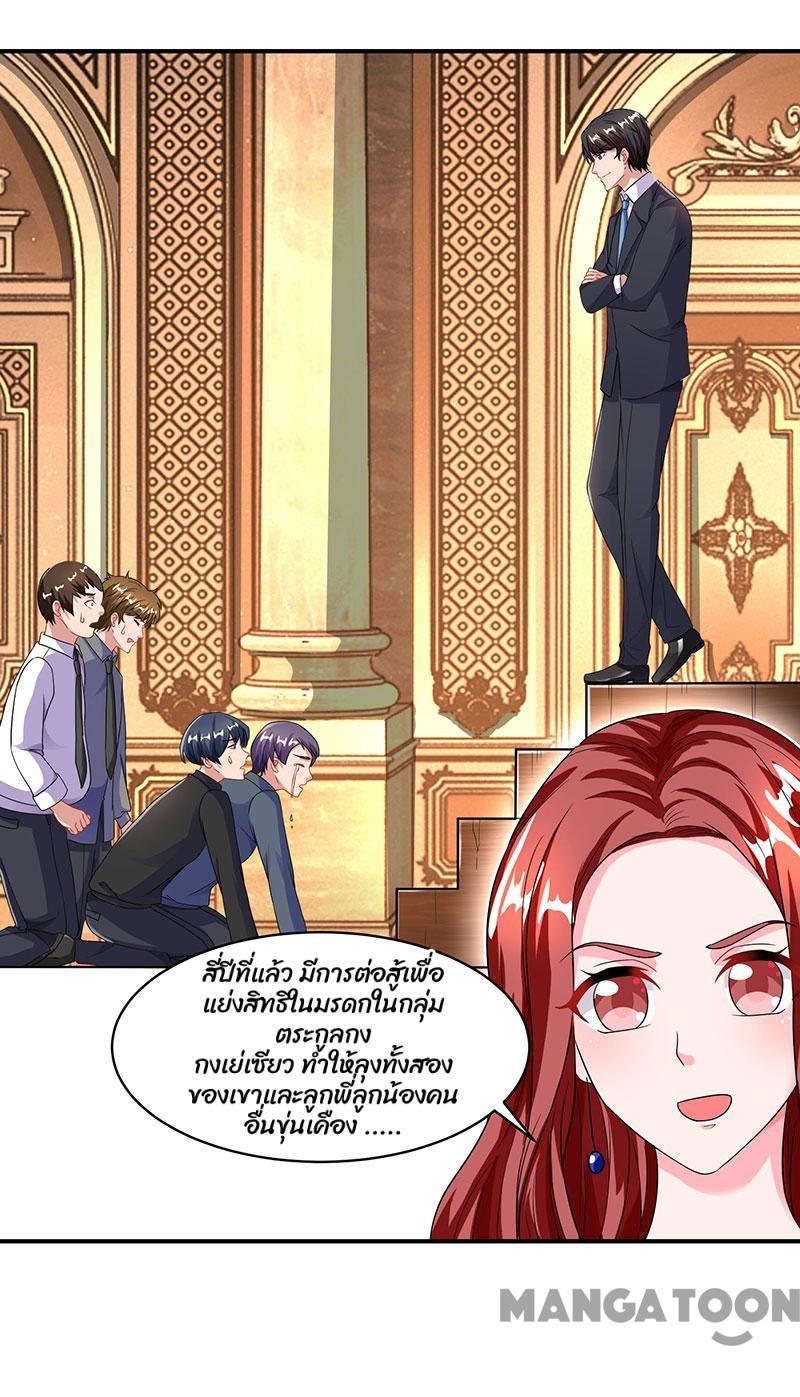 สี่ปีที่แล้ว มีการต่อสู้เพื่อ
แย่งสิทธิในมรดกในกลุ่ม
ตระกูลกง
กงเย่เซียว ทำให้ลุงทั้งสอง
ของเขาและลูกพี่ลูกน้องคน
อื่นขุ่นเคือง .....
MANGATOON